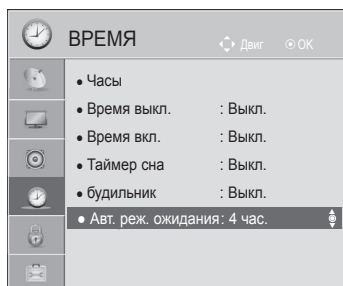 ВРЕМЯ
Двиг OK
• Часы
• Время выкл. : Выкл.
• Время вкл. : Выкл.
• Таймер сна : Выкл.
• будильник : Выкл.
• Авт. реж. ожидания: 4 час.